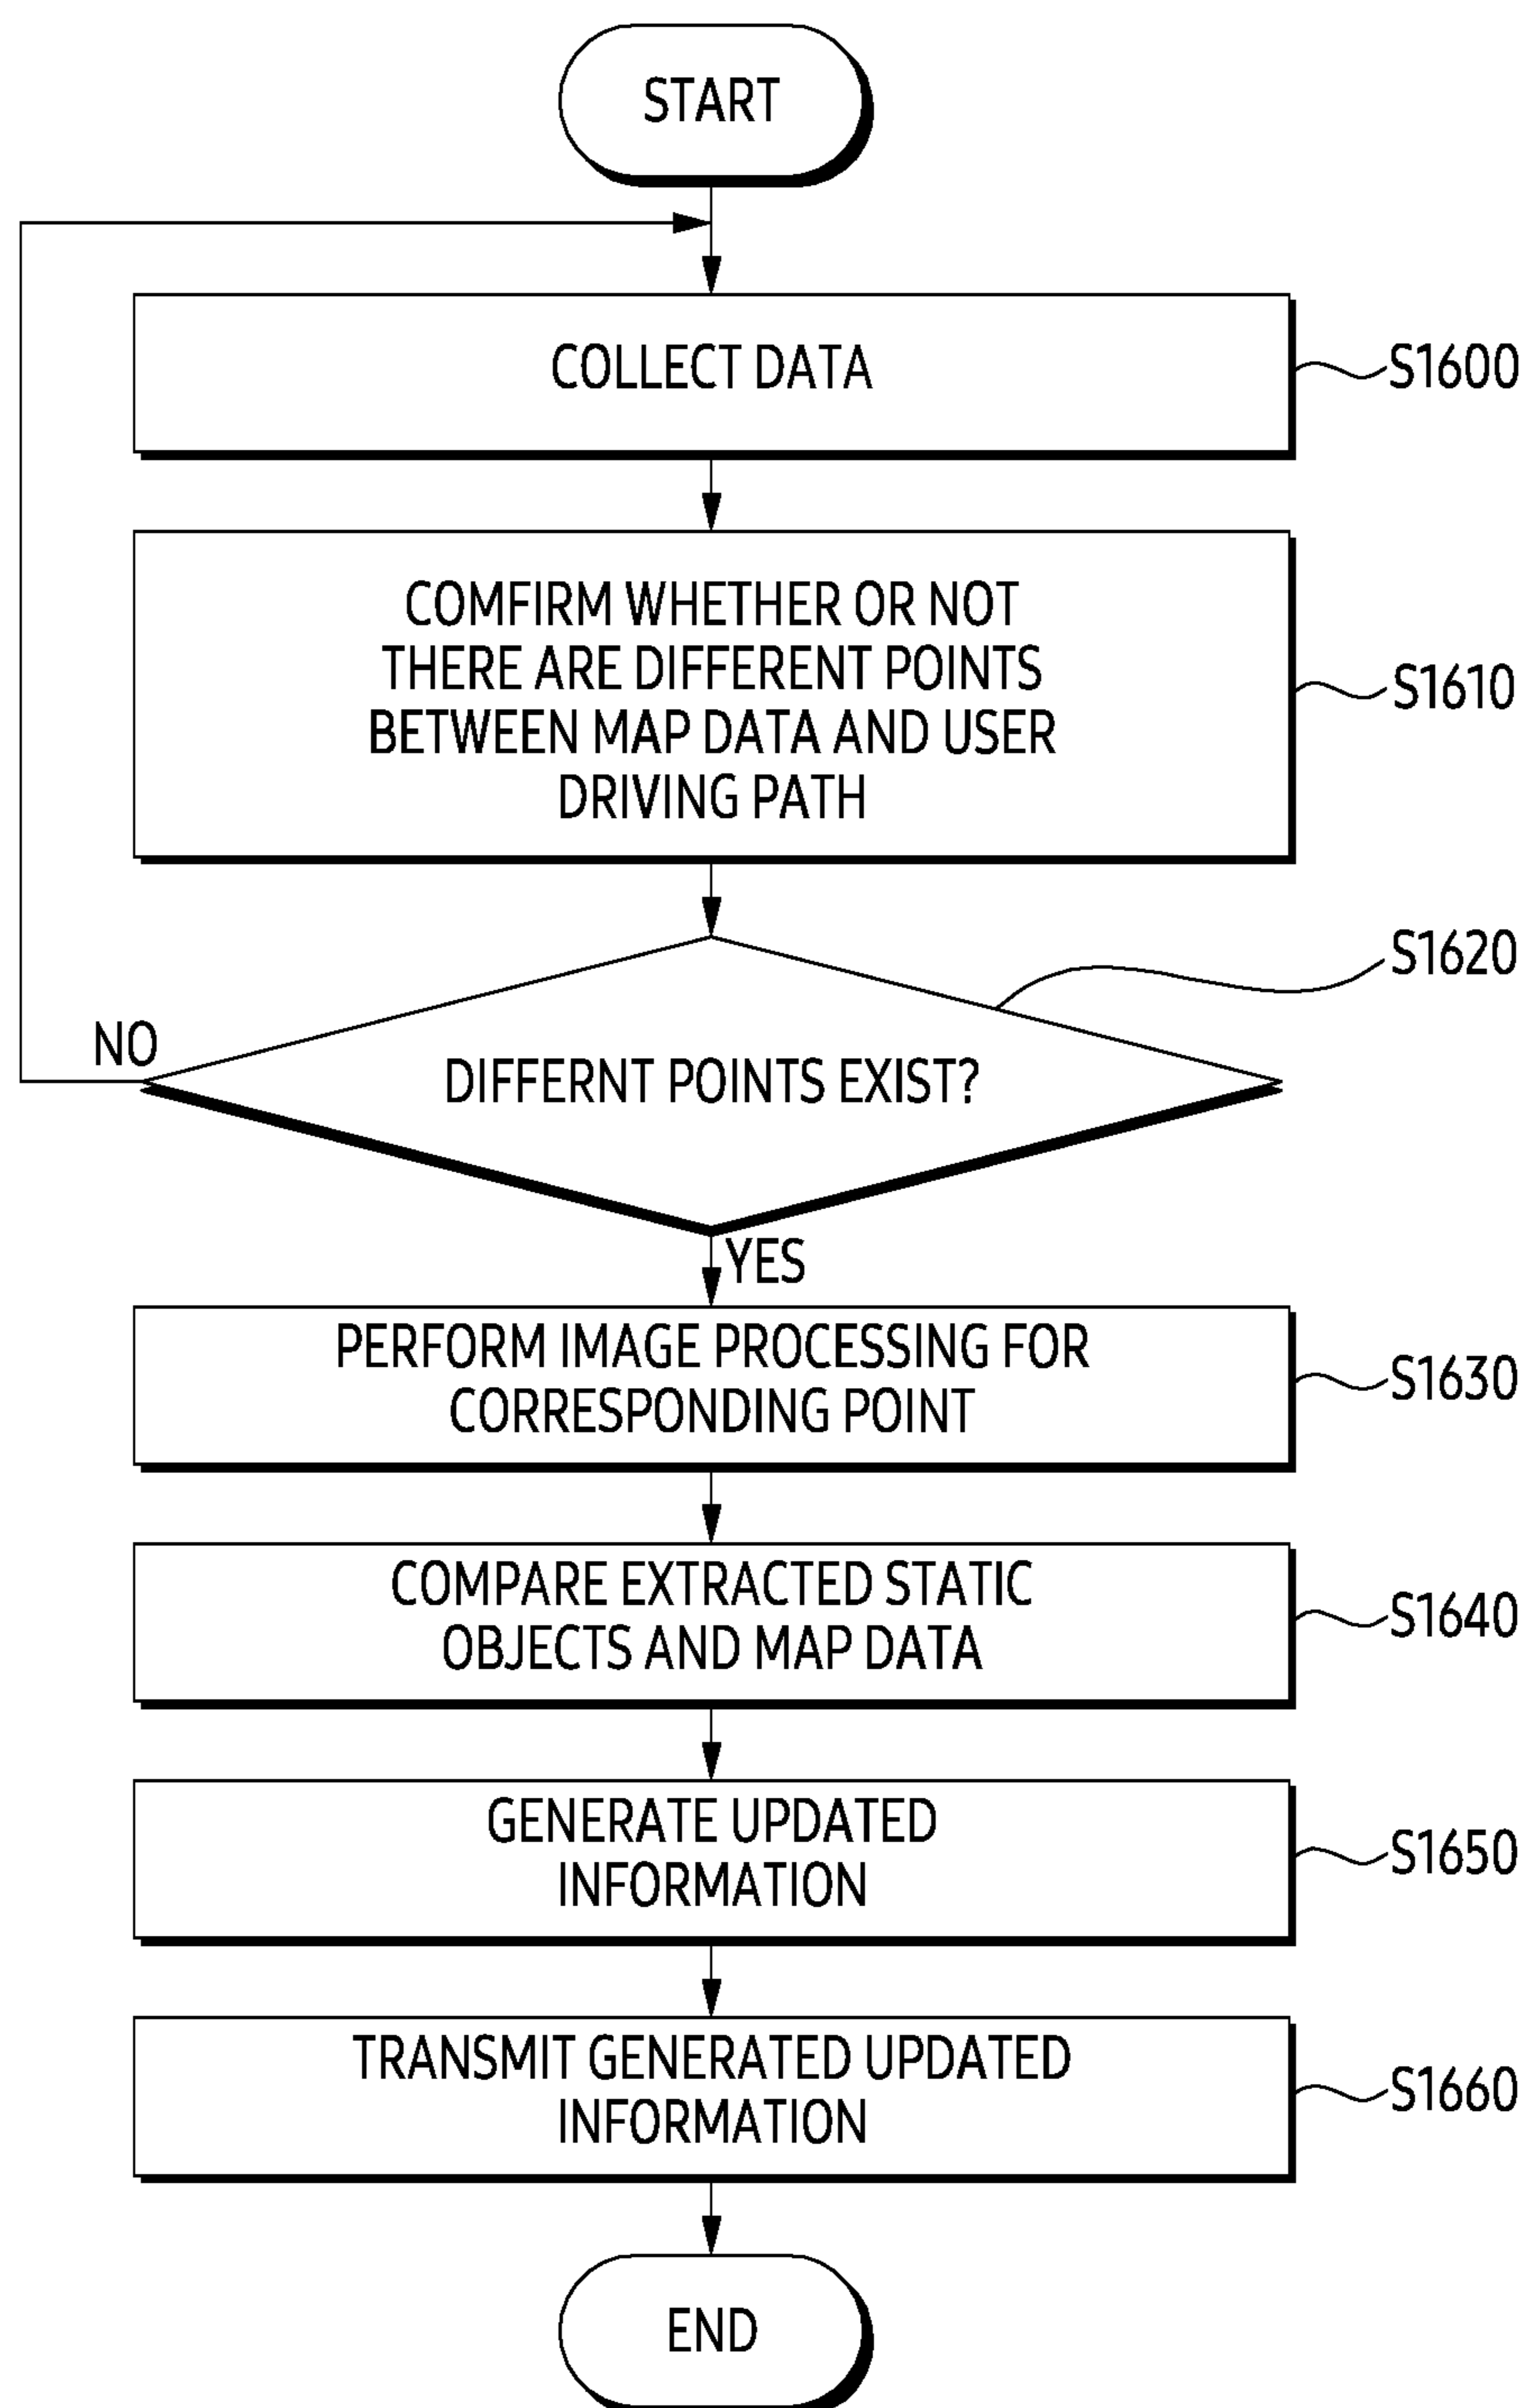 START
COLLECT DATA
S1600
COMFIRM WHETHER OR NOT
THERE ARE DIFFERENT POINTS
BETWEEN MAP DATA AND USER
DRIVING PATH
S1610
S1620
NO
DIFFERNT POINTS EXIST?
YES
PERFORM IMAGE PROCESSING FOR
CORRESPONDING POINT
S1630
COMPARE EXTRACTED STATIC
OBJECTS AND MAP DATA
S1640
GENERATE UPDATED
INFORMATION
S1650
TRANSMIT GENERATED UPDATED
INFORMATION
S1660
END